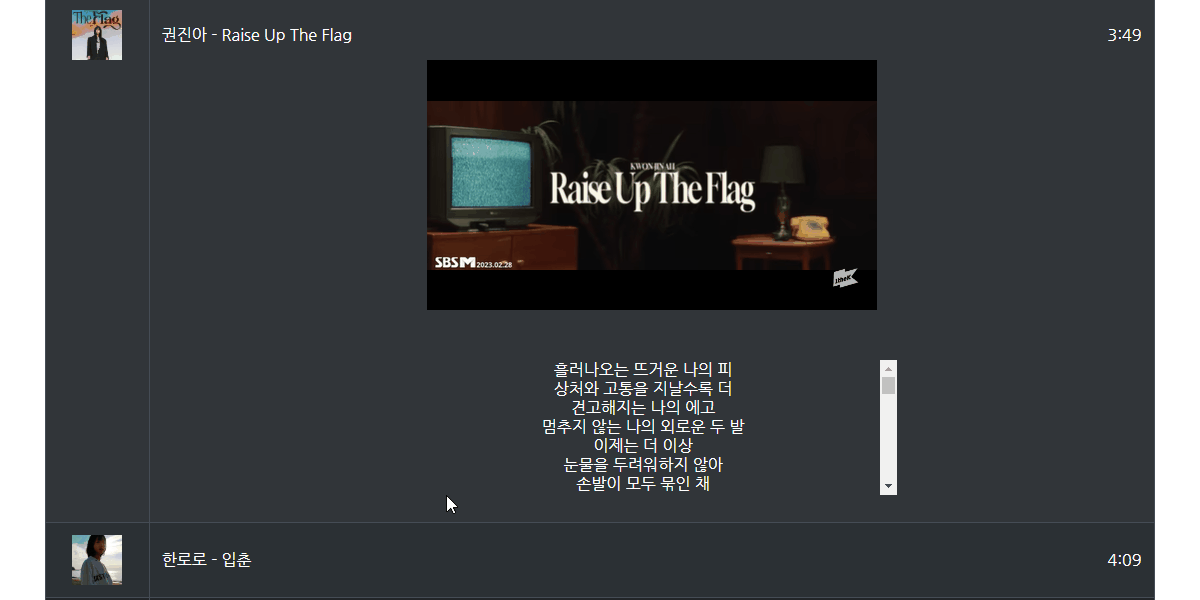 The Flag
권진아 - Raise Up The Flag
3:49
KWON JIN AH
Raise Up The Flag
SBS M 2023.02.28
1theK
흘러나오는 뜨거운 나의 피
상처와 고통을 지날수록 더
견고해지는 나의 에고
멈추지 않는 나의 외로운 두 발
이제는 더 이상
눈물을 두려워하지 않아
손발이 모두 묶인 채
한로로 - 입춘
4:09